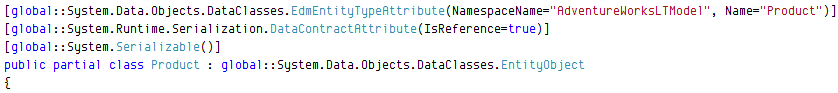 [global::System.Data.Objects.DataClasses.EdmEntityTypeAttribute(NamespaceName="AdventureWorksLTModel", Name="Product")]
[global::System.Runtime.Serialization.DataContractAttribute(IsReference=true)]
[global::System.Serializable()]
public partial class Product : global::System.Data.Objects.DataClasses.EntityObject
{